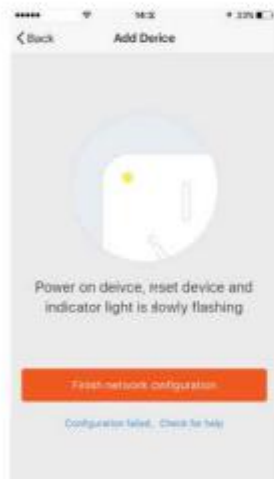 Back
Add Derice
Power on deivce, reset device and
indicator light is slowly flashing
Finish network configuration
Configuration failed, Check for help